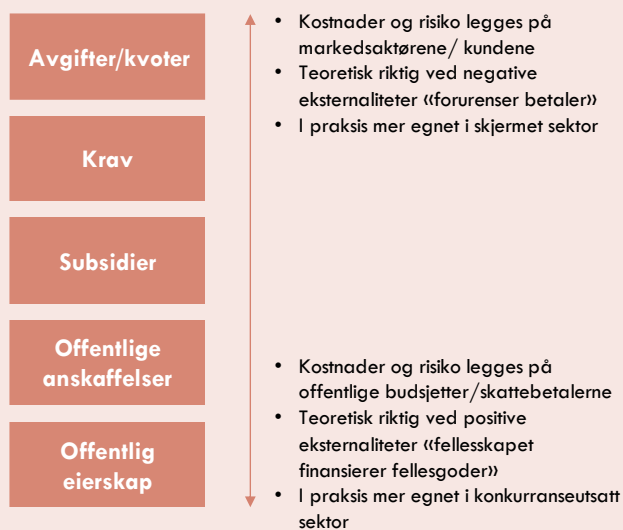 Avgifter/kvoter
Krav
Subsidier
Offentlige
anskaffelser
Offentlig
eierskap
• Kostnader og risiko legges på
markedsaktørene/ kundene
• Teoretisk riktig ved negative
eksternaliteter «forurenser betaler»
• I praksis mer egnet i skjermet sektor
• Kostnader og risiko legges på
offentlige budsjetter/skattebetalerne
• Teoretisk riktig ved positive
eksternaliteter «fellesskapet
finansierer fellesgoder»
• I praksis mer egnet i konkurranseutsatt
sektor